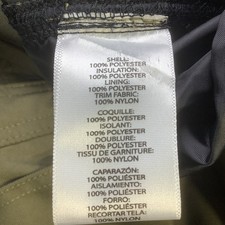 SHELL:
100% POLYESTER
INSULATION:
100% POLYESTER
LINING:
100% POLYESTER
TRIM FABRIC:
100% NYLON
COQUILLE:
100% POLYESTER
ISOLANT:
100% POLYESTER
DOUBLURE:
100% POLYESTER
TISSU DE GARNITURE:
100% NYLON
CAPARAZÓN:
100% POLIÉSTER
AISLAMIENTO:
100% POLIÉSTER
FORRO:
100% POLIÉSTER
RECORTAR TELA:
100% NYLON